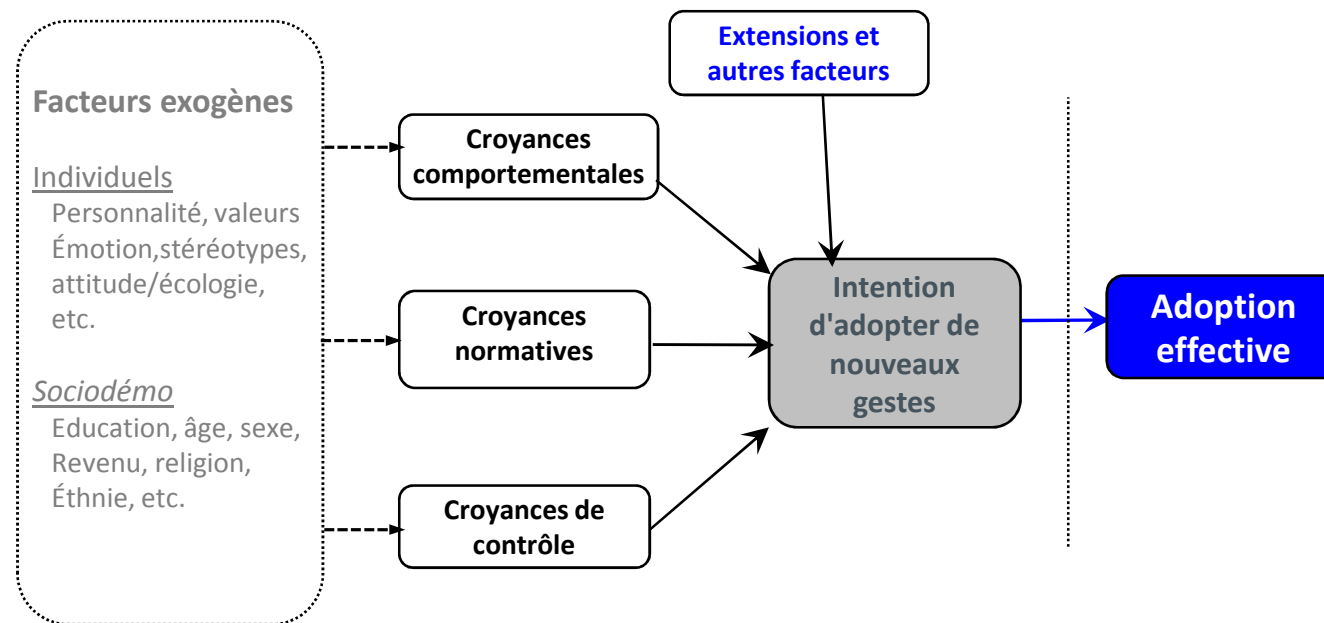 Facteurs exogènes
Individuels
Personnalité, valeurs
Émotion,stéréotypes,
attitude/écologie,
etc.
Sociodémo
Education, âge, sexe,
Revenu, religion,
Éthnie, etc.
Croyances
comportementales
Croyances
normatives
Croyances de
contrôle
Extensions et
autres facteurs
Intention
d'adopter de
nouveaux
gestes
Adoption
effective